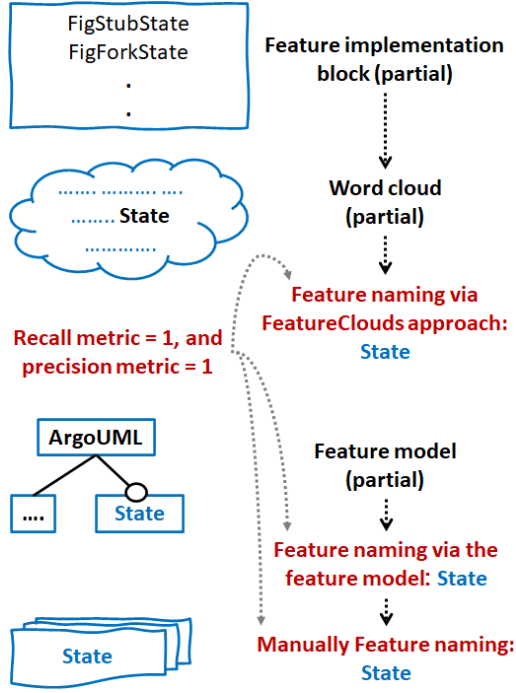 FigStubState
FigForkState
.
.
Feature implementation
block (partial)
……. ………. ….
…….. State
………….
Word cloud
(partial)
Feature naming via
FeatureClouds approach:
State
Recall metric = 1, and
precision metric = 1
ArgoUML
….
State
Feature model
(partial)
Feature naming via the
feature model: State
State
Manually Feature naming:
State